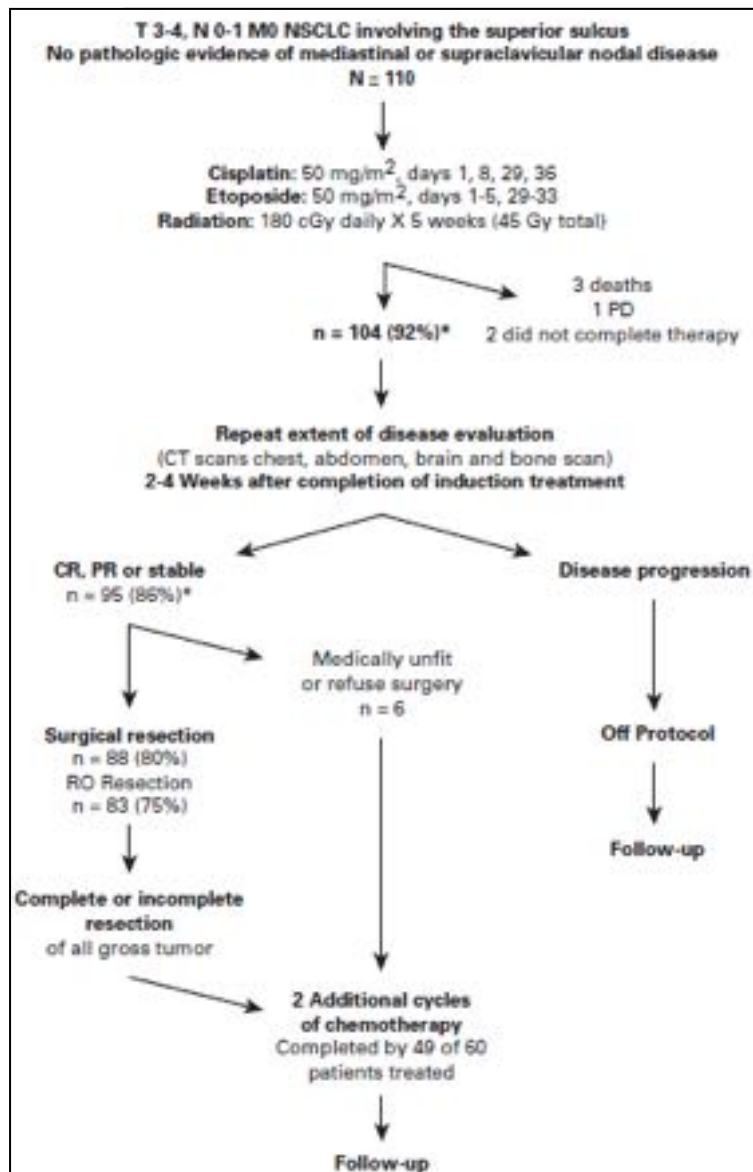 T 3-4, N 0-1 M0 NSCLC involving the superior sulcus
No pathologic evidence of mediastinal or supraclavicular nodal disease
N = 110
Cisplatin: 50 mg/m², days 1, 8, 29, 36
Etoposide: 50 mg/m², days 1-5, 29-33
Radiation: 180 cGy daily X 5 weeks (45 Gy total)
3 deaths
1 PD
2 did not complete therapy
n = 104 (92%)*
Repeat extent of disease evaluation
(CT scans chest, abdomen, brain and bone scan)
2-4 Weeks after completion of induction treatment
CR, PR or stable
n = 95 (86%)*
Disease progression
Medically unfit
or refuse surgery
n = 6
Surgical resection
n = 88 (80%)
RO Resection
n = 83 (75%)
Off Protocol
Follow-up
Complete or incomplete
resection
of all gross tumor
2 Additional cycles
of chemotherapy
Completed by 49 of 60
patients treated
Follow-up